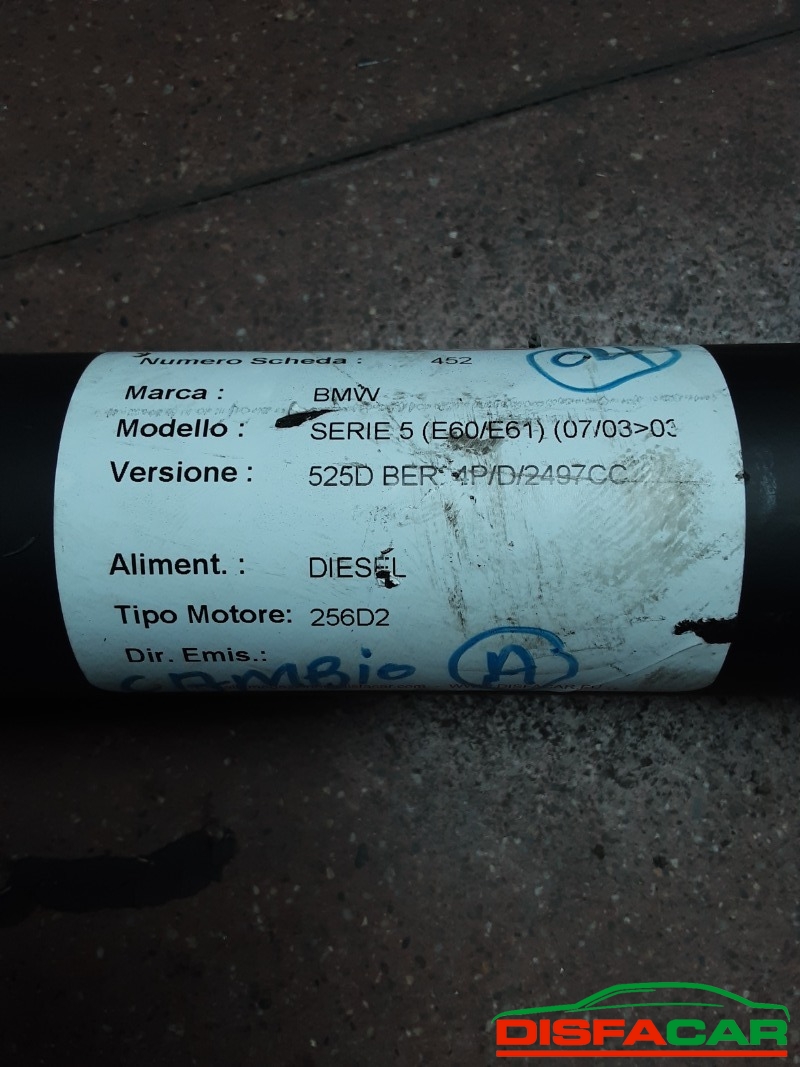 Numero Scheda : 452
Marca : BMW
Modello : SERIE 5 (E60/E61) (07/03>03
Versione : 525D BER. 4P/D/2497CC
Aliment. : DIESEL
Tipo Motore: 256D2
Dir. Emis.:
CAMBIO A
DISFACAR